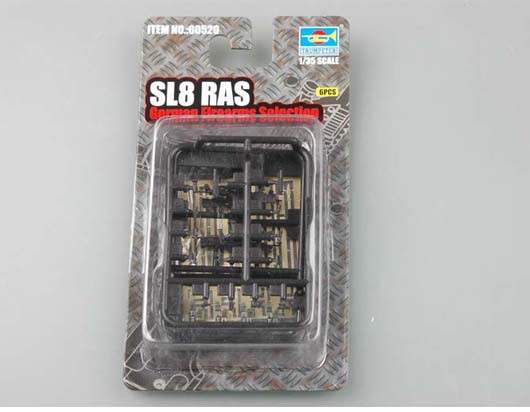 ITEM NO.:00520
TRUMPETER
1/35 SCALE
SL8 RAS
6PCS
German Firearms Selection